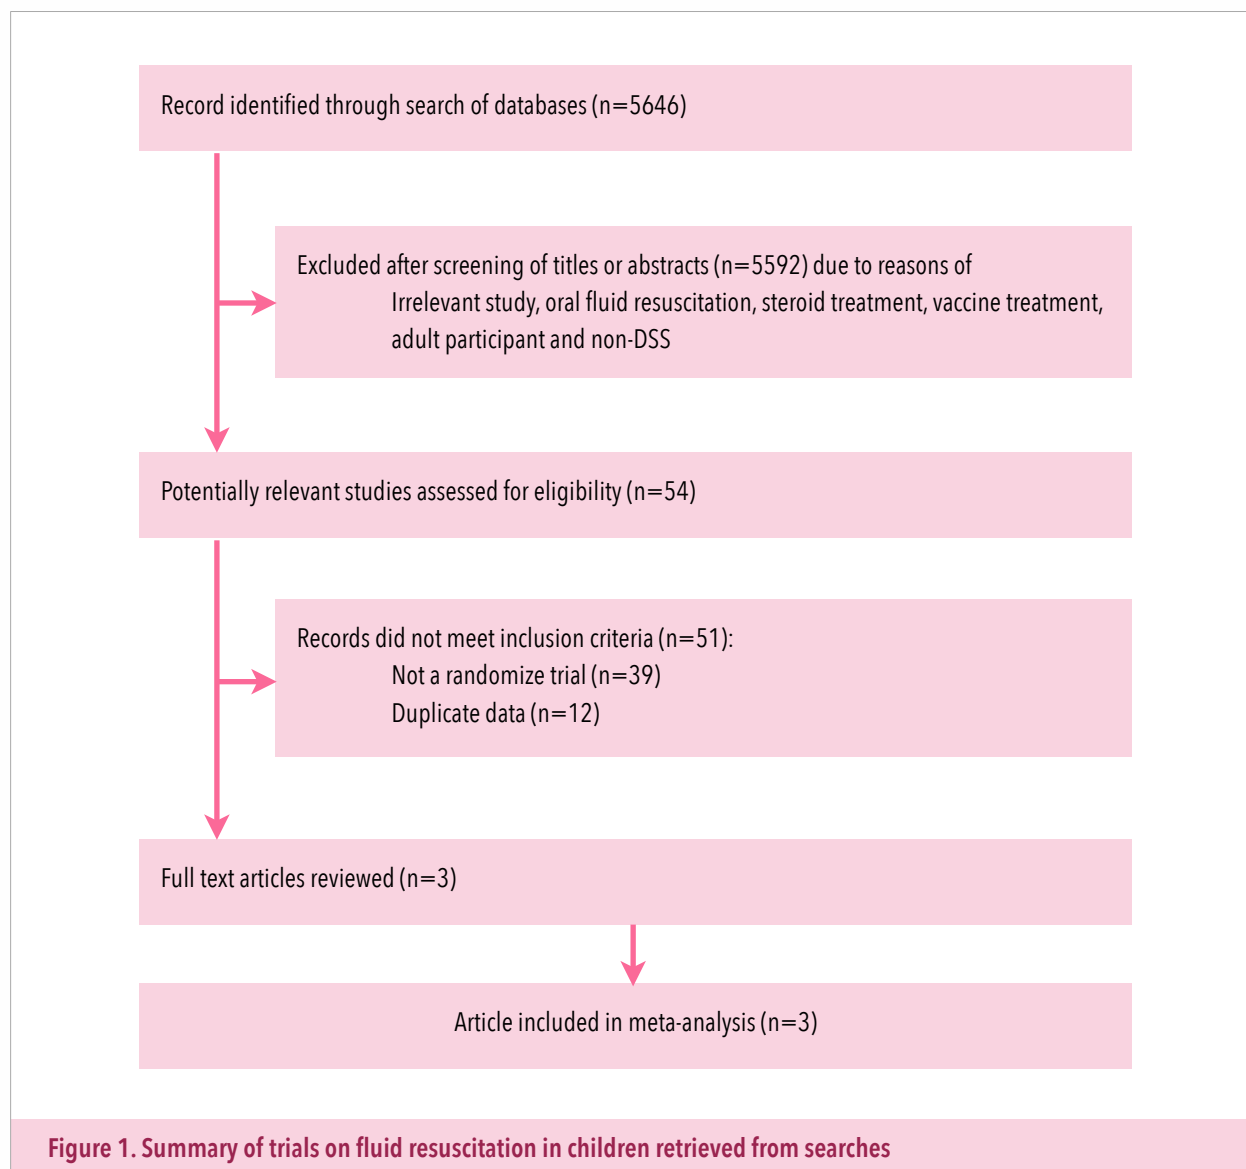 Record identified through search of databases (n=5646)
Excluded after screening of titles or abstracts (n=5592) due to reasons of
Irrelevant study, oral fluid resuscitation, steroid treatment, vaccine treatment,
adult participant and non-DSS
Potentially relevant studies assessed for eligibility (n=54)
Records did not meet inclusion criteria (n=51):
Not a randomize trial (n=39)
Duplicate data (n=12)
Full text articles reviewed (n=3)
Article included in meta-analysis (n=3)
Figure 1. Summary of trials on fluid resuscitation in children retrieved from searches